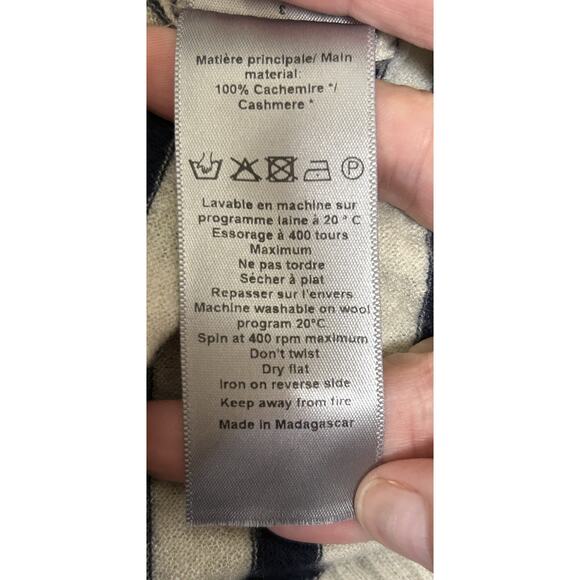 3
Matière principale/ Main
material:
100% Cachemire */
Cashmere *
P
Lavable en machine sur
programme laine à 20 ° C
Essorage à 400 tours
Maximum
Ne pas tordre
Sécher à plat
Repasser sur l'envers
Machine washable on wool
program 20°C
Spin at 400 rpm maximum
Don't twist
Dry flat
Iron on reverse side
Keep away from fire
Made in Madagascar